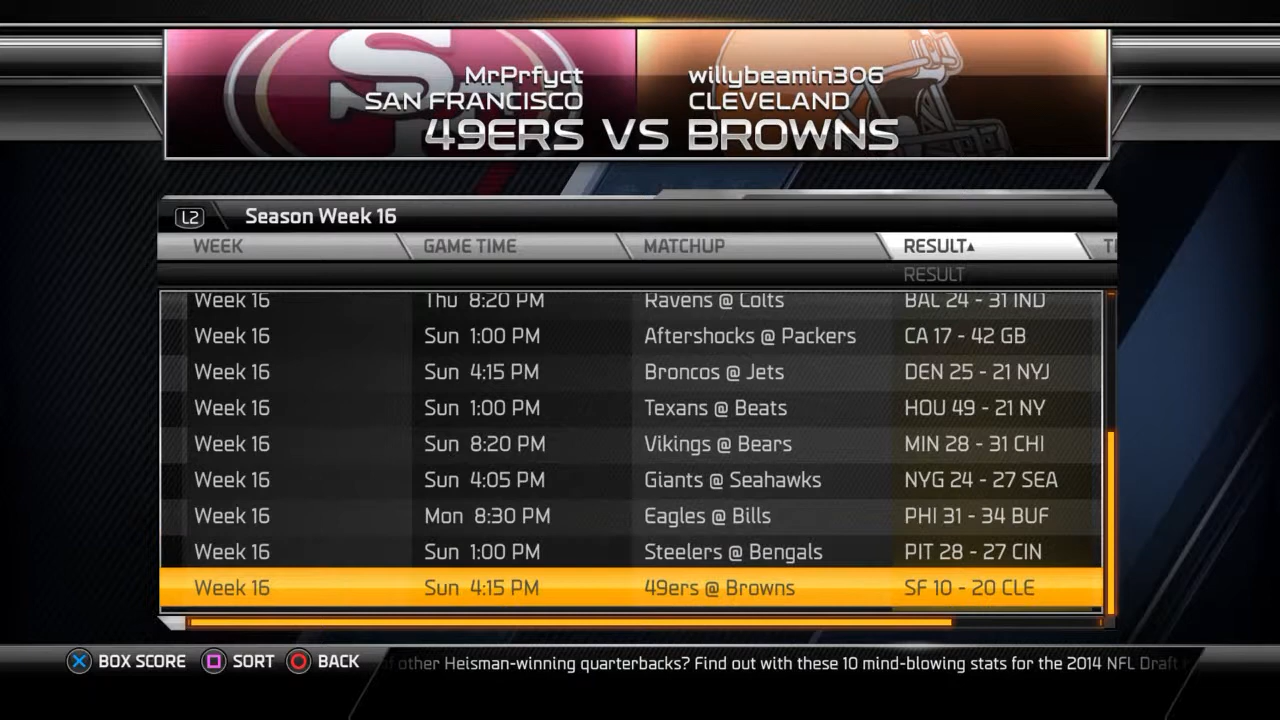 MrPrfyct willybeamin306
SAN FRANCISCO CLEVELAND
49ERS VS BROWNS
L2 Season Week 16
WEEK GAME TIME MATCHUP RESULT
RESULT
Week 16 Thu 8:20 PM Ravens @ Colts BAL 24 - 31 IND
Week 16 Sun 1:00 PM Aftershocks @ Packers CA 17 - 42 GB
Week 16 Sun 4:15 PM Broncos @ Jets DEN 25 - 21 NYJ
Week 16 Sun 1:00 PM Texans @ Beats HOU 49 - 21 NY
Week 16 Sun 8:20 PM Vikings @ Bears MIN 28 - 31 CHI
Week 16 Sun 4:05 PM Giants @ Seahawks NYG 24 - 27 SEA
Week 16 Mon 8:30 PM Eagles @ Bills PHI 31 - 34 BUF
Week 16 Sun 1:00 PM Steelers @ Bengals PIT 28 - 27 CIN
Week 16 Sun 4:15 PM 49ers @ Browns SF 10 - 20 CLE
BOX SCORE SORT BACK of other Heisman-winning quarterbacks? Find out with these 10 mind-blowing stats for the 2014 NFL Draft